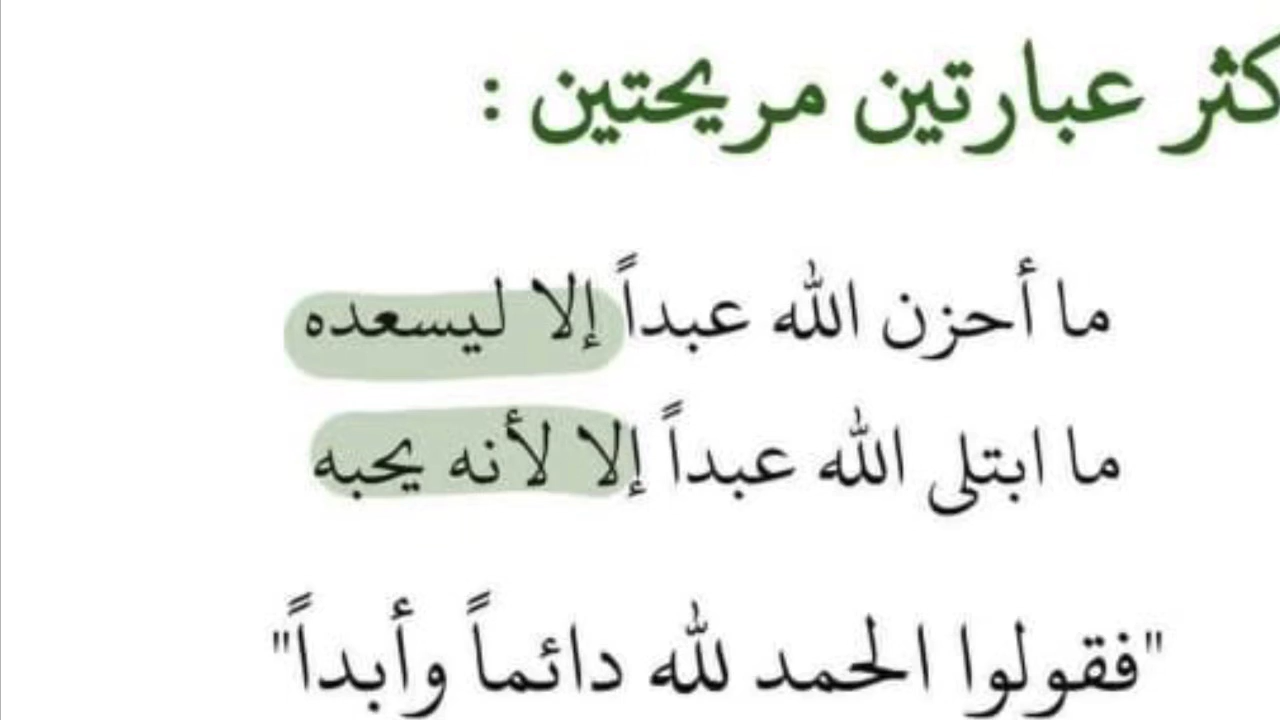 كثر عبارتين مريحتين :
ما أحزن الله عبداً إلا ليسعده
ما ابتلى الله عبداً إلا لأنه يحبه
"فقولوا الحمد لله دائماً وأبداً"